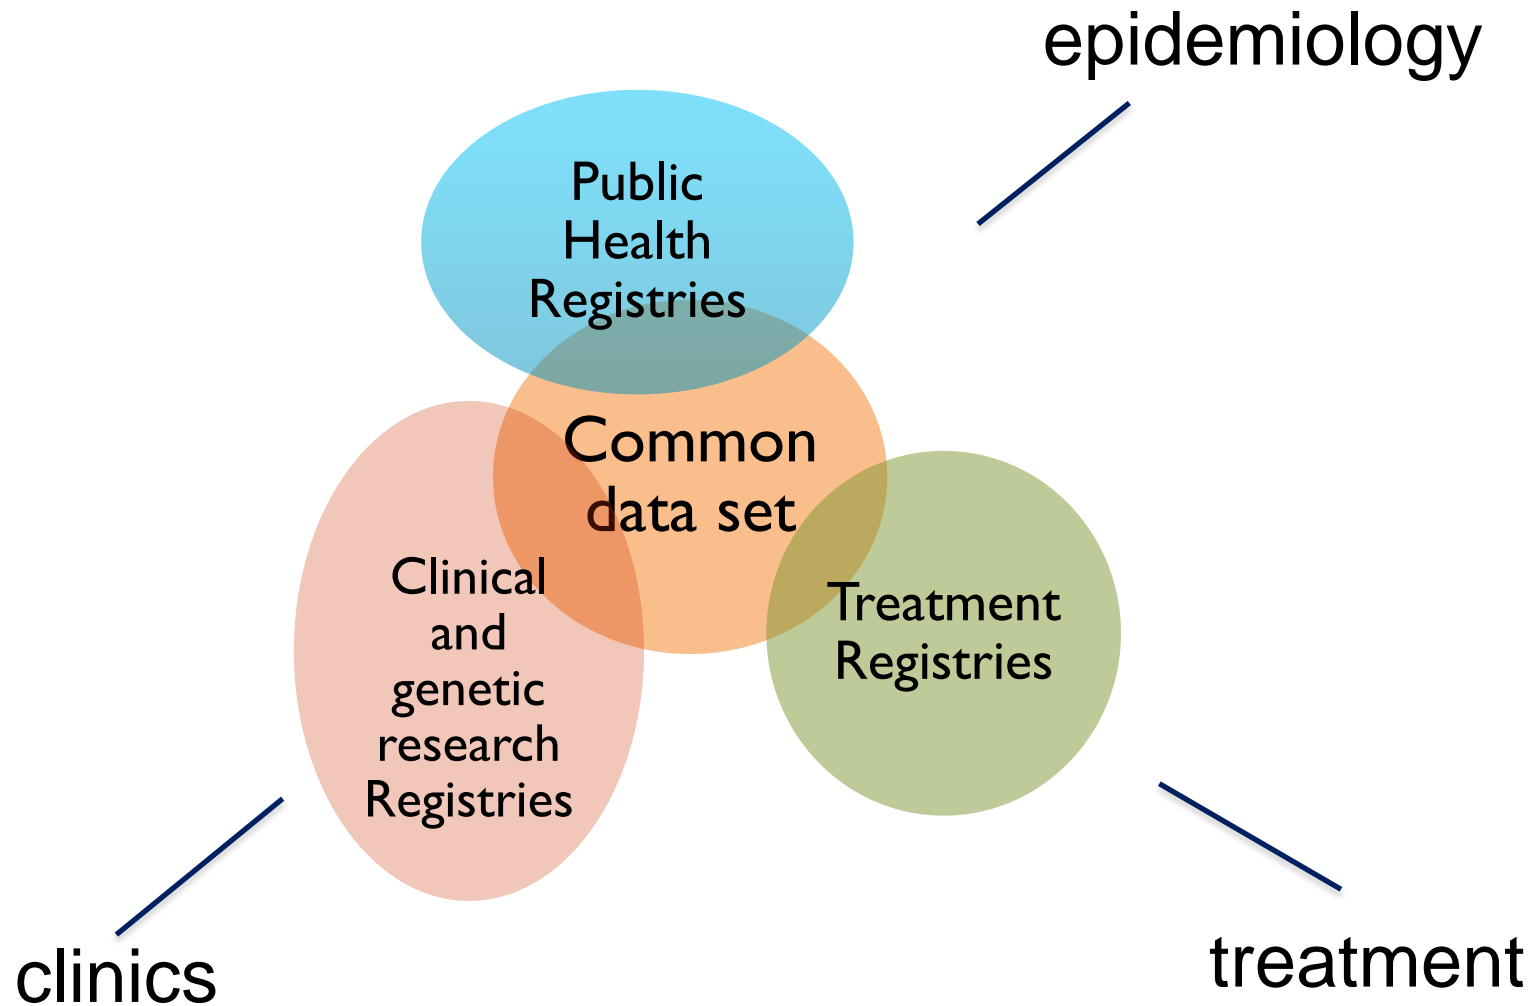 epidemiology
Public
Health
Registries
Common
data set
Clinical
and
genetic
research
Registries
Treatment
Registries
clinics
treatment